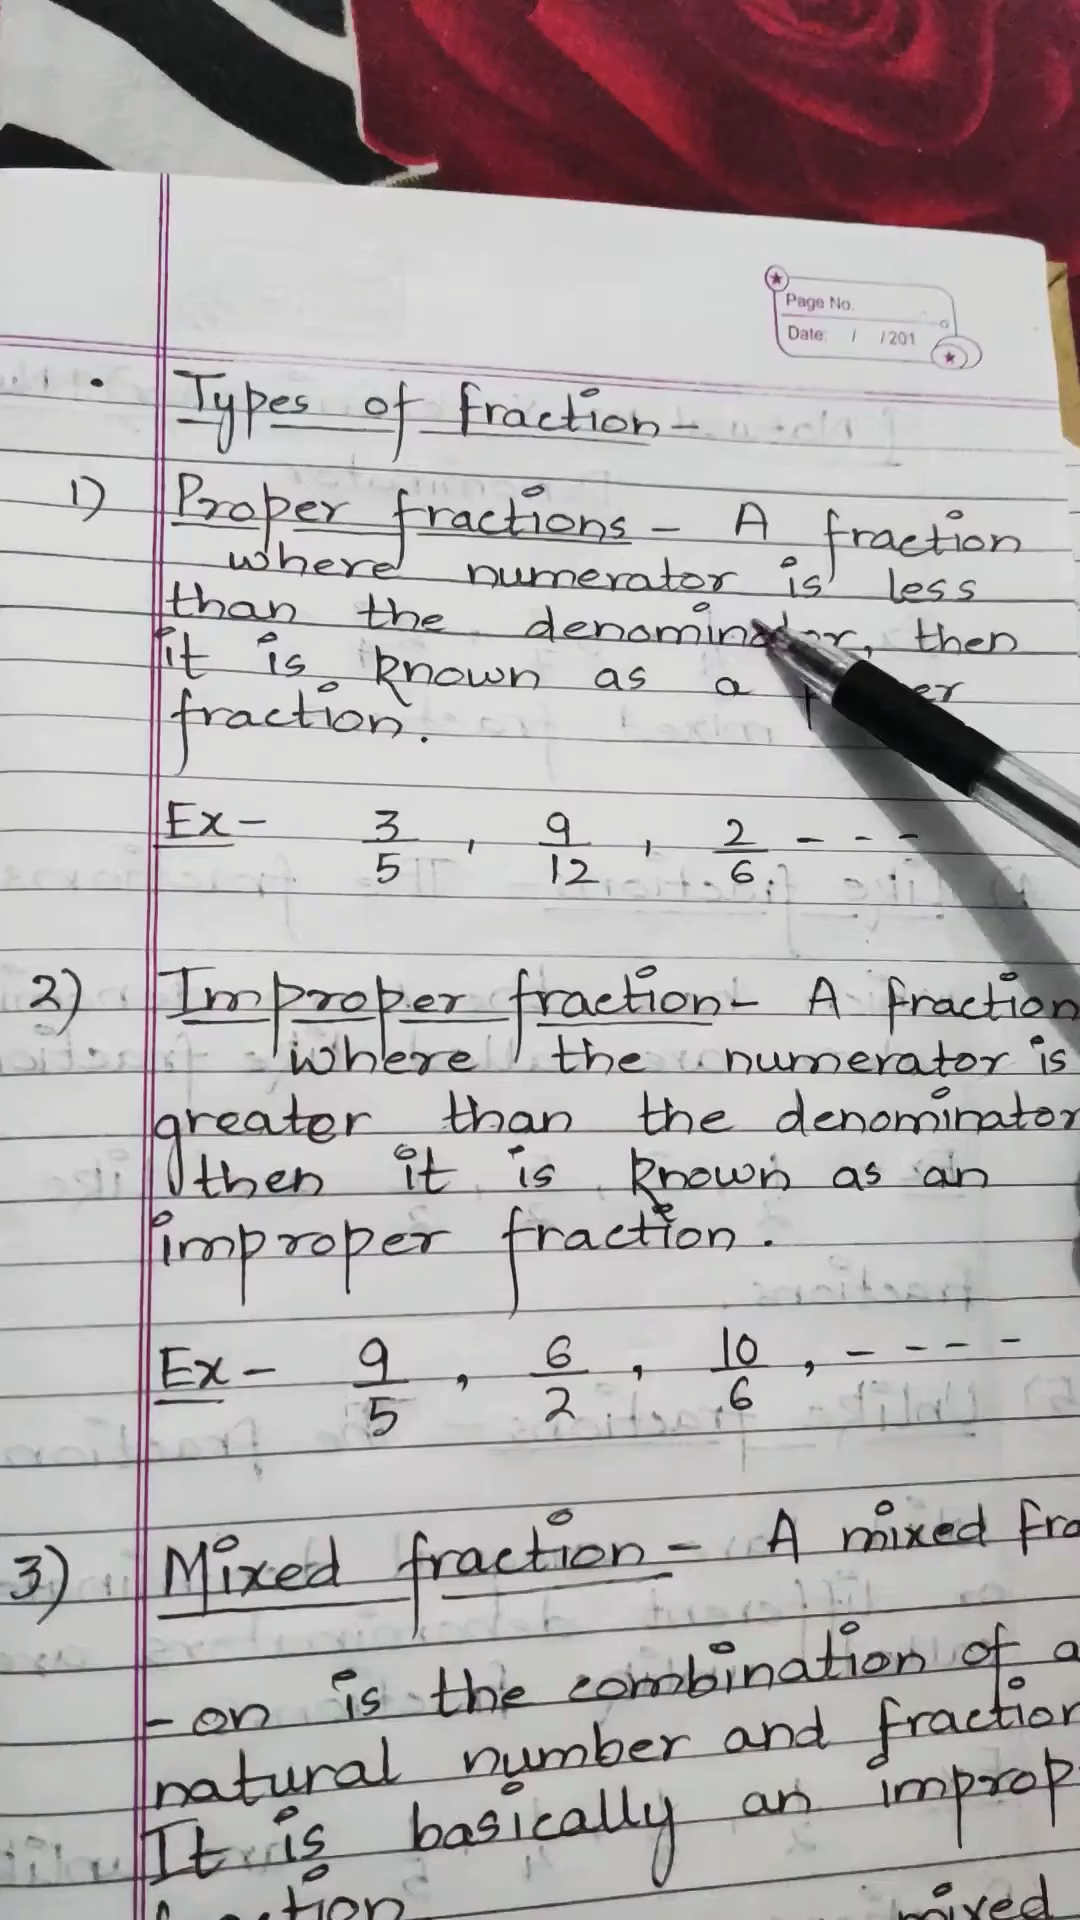 Page No.
Date: / /201
• Types of fraction-
1) Proper fractions - A fraction
where numerator is less
than the denominator, then
it is known as a
fraction.
Ex- 3/5, 9/12, 2/6 - - -
2) Improper fraction- A fraction
where the numerator is
greater than the denominator
then it is known as an
improper fraction.
Ex- 9/5, 6/2, 10/6, - - - -
3) Mixed fraction - A mixed fra
-on is the combination of a
natural number and fraction
It is basically an improp
mixed